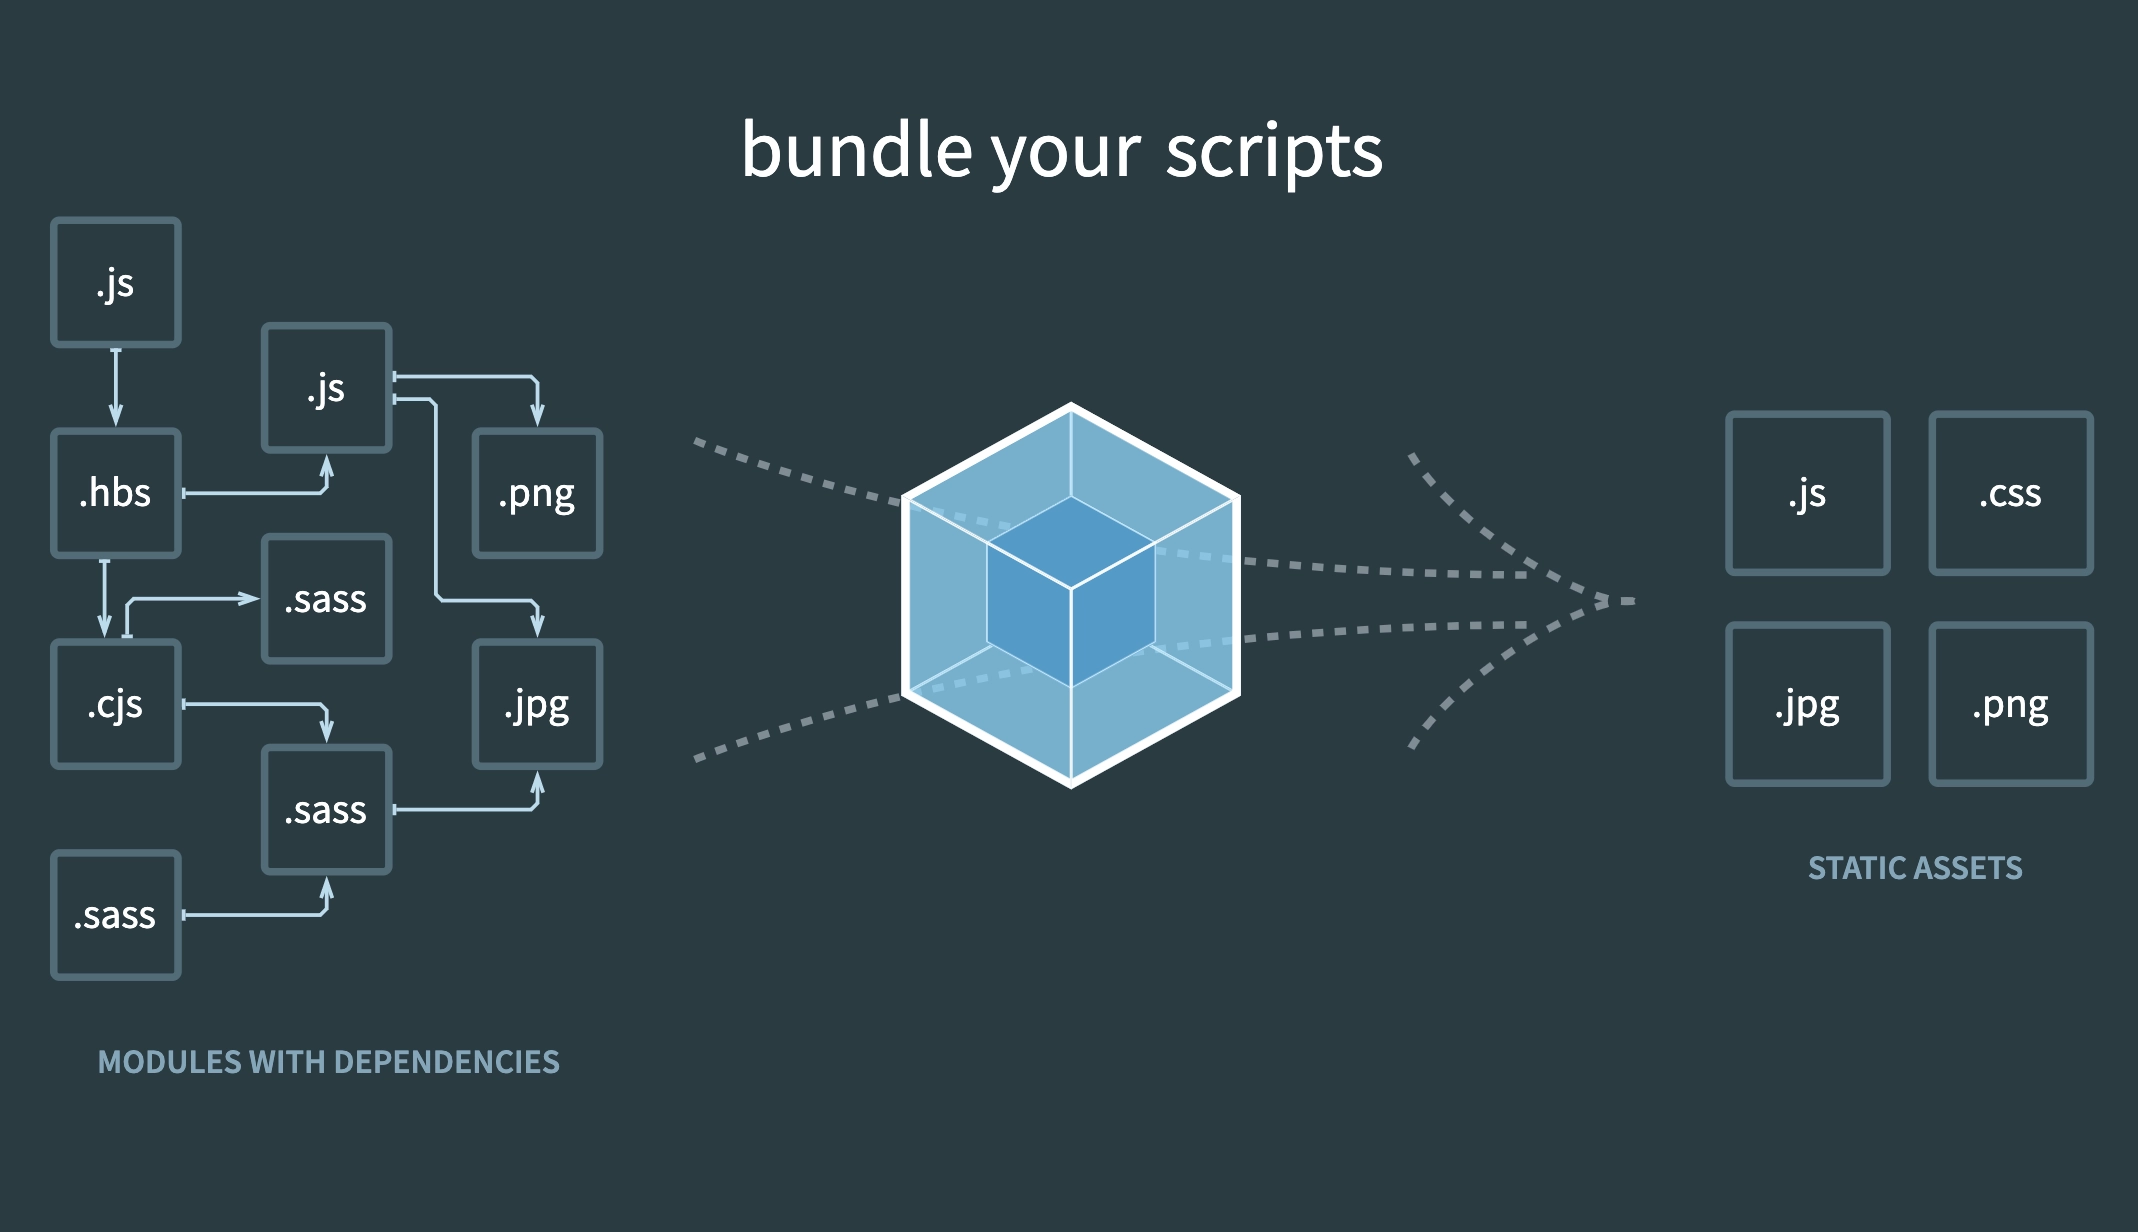 bundle your scripts
.js
.js
.hbs
.png
.sass
.cjs
.jpg
.sass
.sass
MODULES WITH DEPENDENCIES
.js
.css
.jpg
.png
STATIC ASSETS